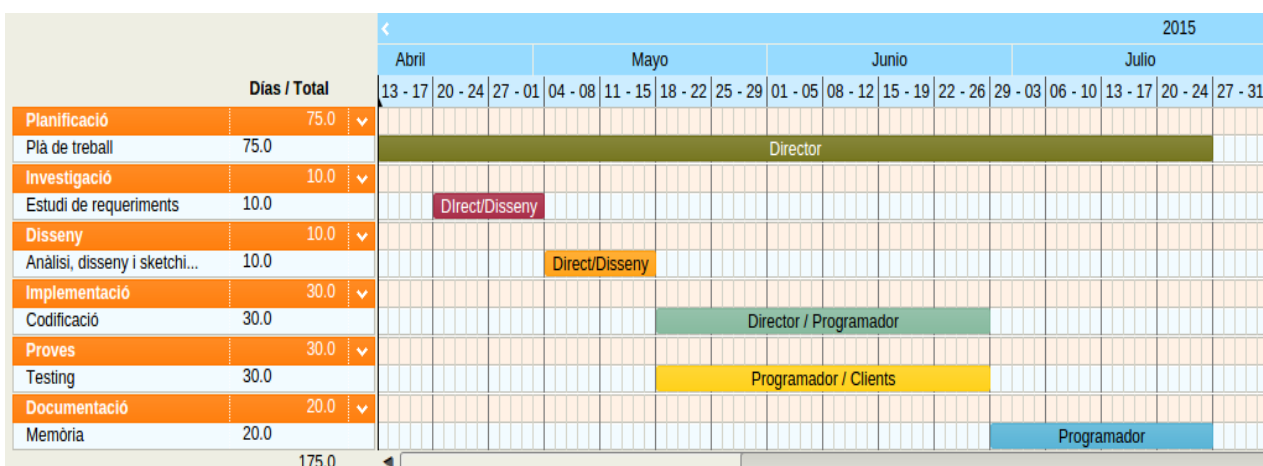 2015
Abril Mayo Junio Julio
Días / Total 13 - 17 20 - 24 27 - 01 04 - 08 11 - 15 18 - 22 25 - 29 01 - 05 08 - 12 15 - 19 22 - 26 29 - 03 06 - 10 13 - 17 20 - 24 27 - 31
Planificació 75.0
Plà de treball 75.0 Director
Investigació 10.0
Estudi de requeriments 10.0 DIrect/Disseny
Disseny 10.0
Anàlisi, disseny i sketchi... 10.0 Direct/Disseny
Implementació 30.0
Codificació 30.0 Director / Programador
Proves 30.0
Testing 30.0 Programador / Clients
Documentació 20.0
Memòria 20.0 Programador
175.0